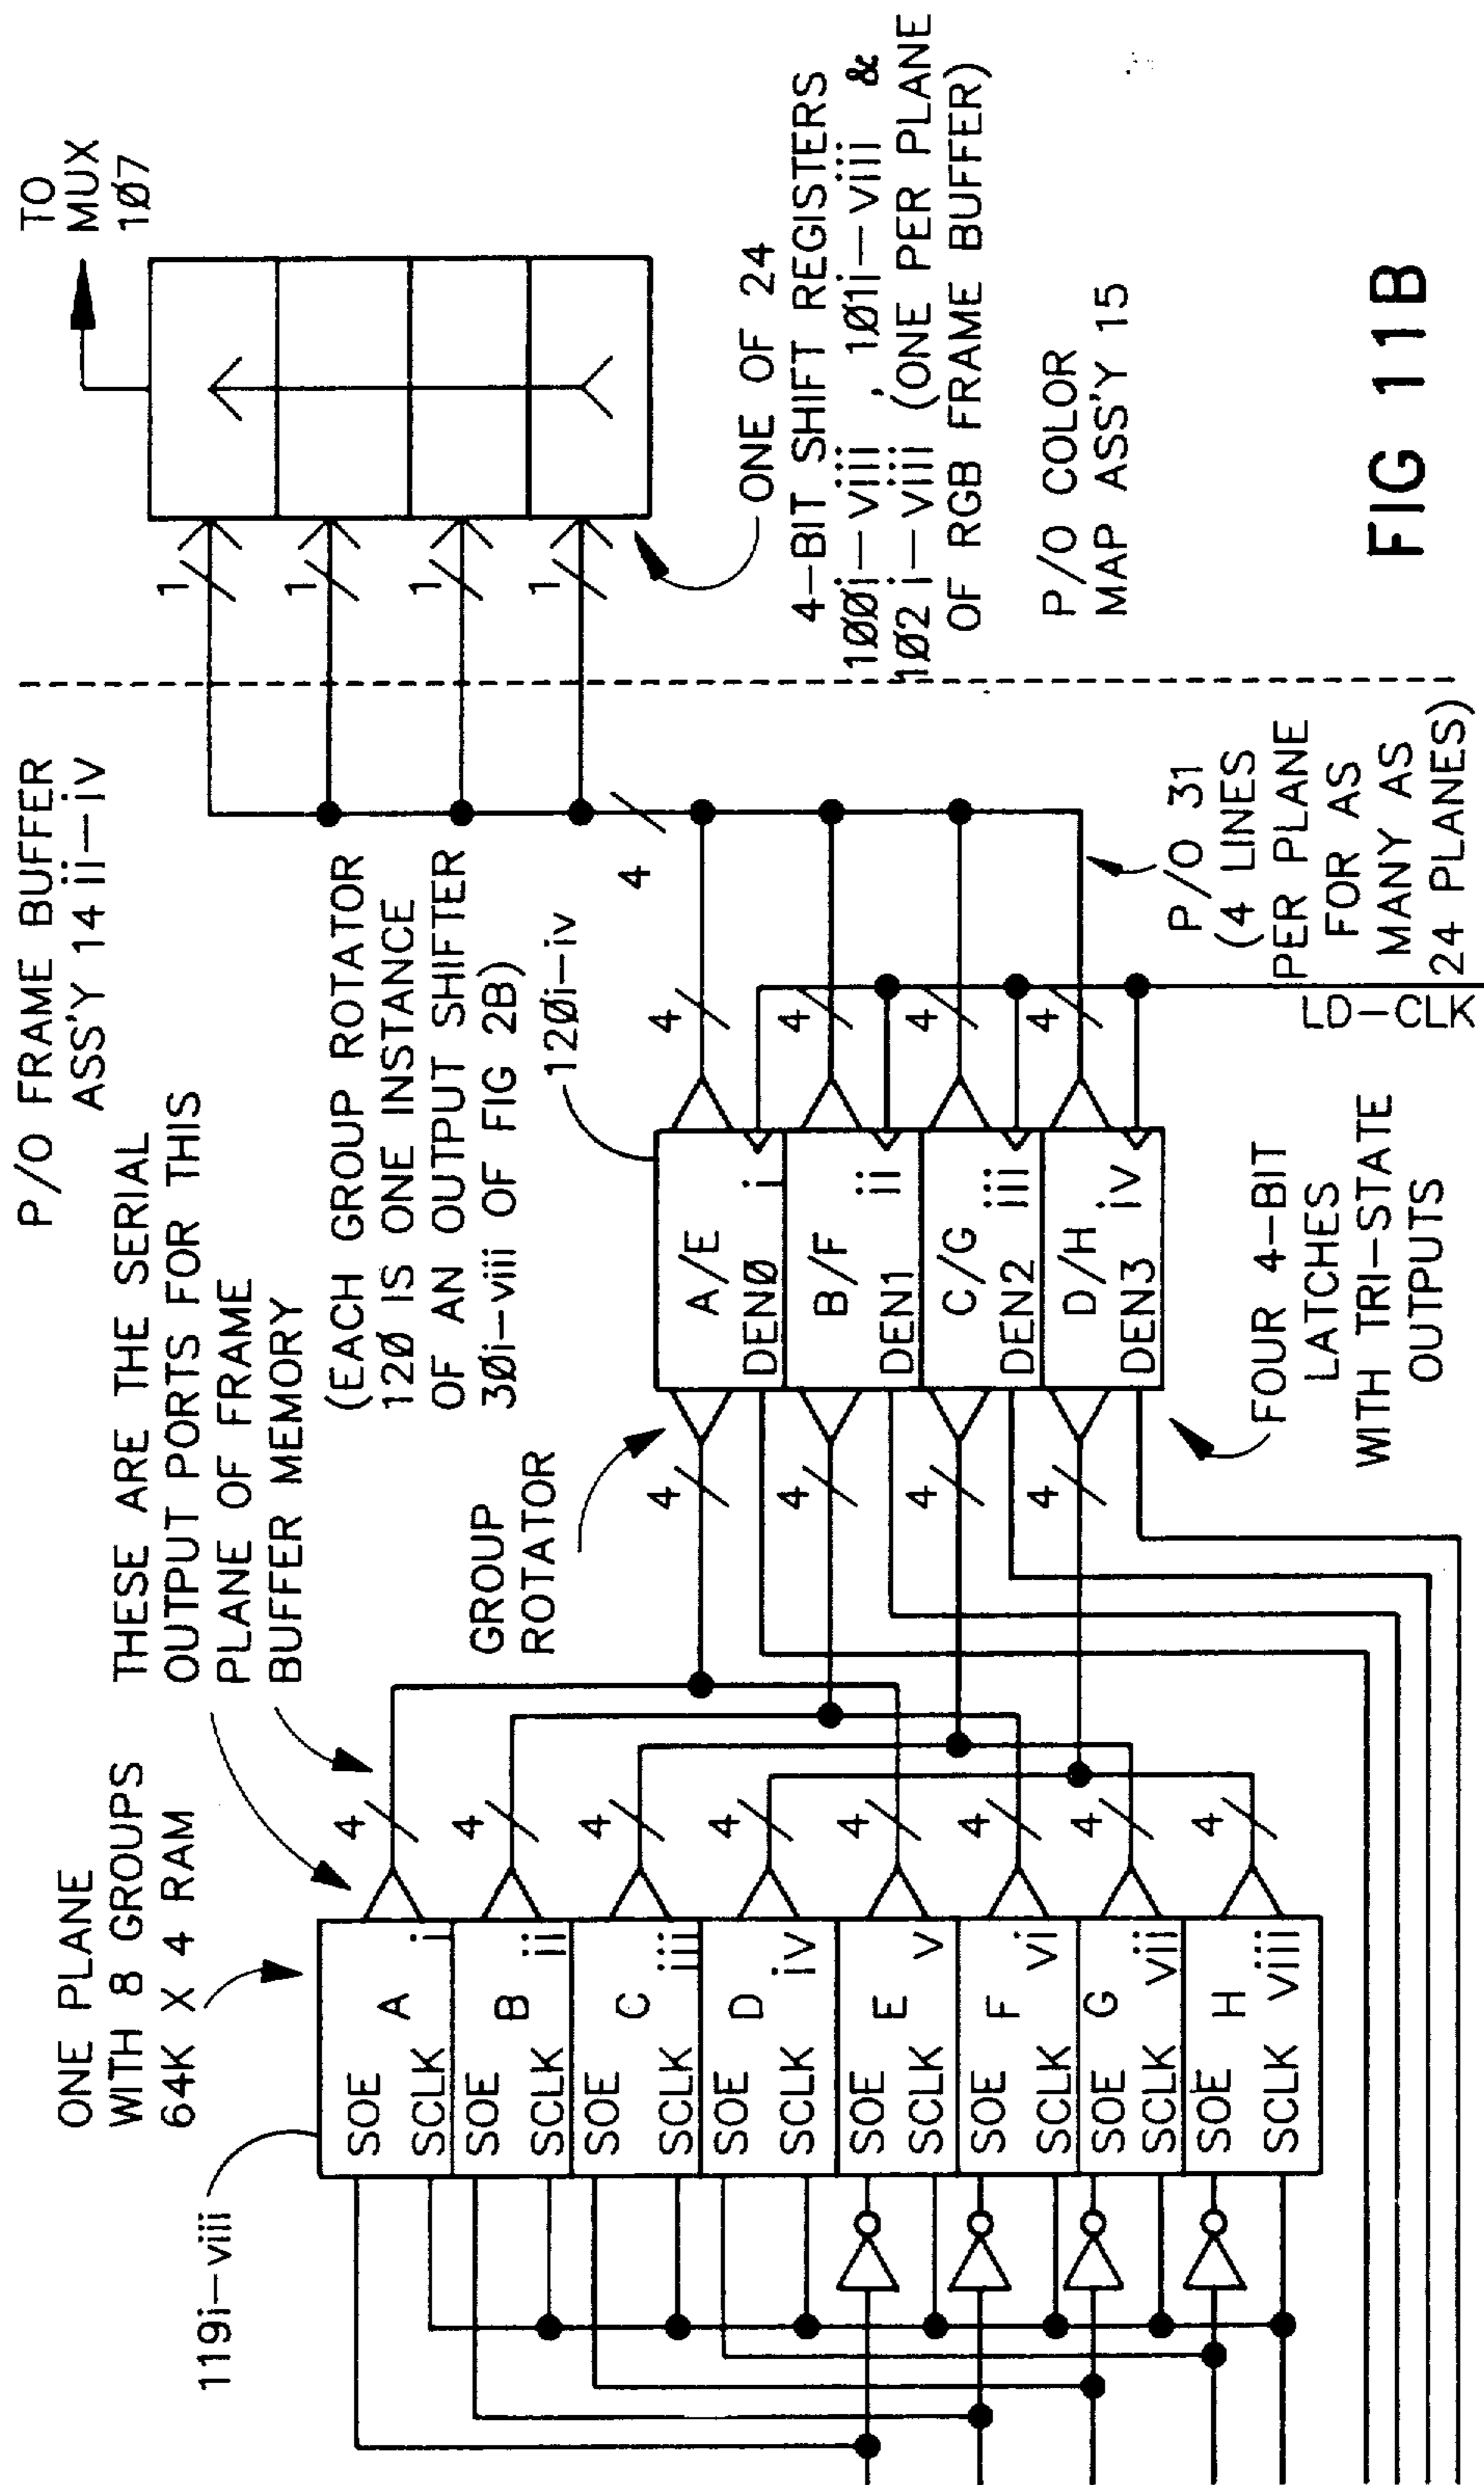 P/O FRAME BUFFER
ASS'Y 14 ii–iv
TO
MUX
1Ø7
ONE PLANE
WITH 8 GROUPS
64K X 4 RAM
THESE ARE THE SERIAL
OUTPUT PORTS FOR THIS
PLANE OF FRAME
BUFFER MEMORY
(EACH GROUP ROTATOR
12Ø IS ONE INSTANCE
OF AN OUTPUT SHIFTER
3Øi–viii OF FIG 2B)
119i–viii
GROUP
ROTATOR
12Øi–iv
SOE A
SCLK i
SOE B
SCLK ii
SOE C
SCLK iii
SOE D
SCLK iv
SOE E
SCLK v
SOE F
SCLK vi
SOE G
SCLK vii
SOE H
SCLK viii
4
4
4
4
4
4
4
4
4
4
4
4
A/E
DENØ i
B/F
DEN1 ii
C/G
DEN2 iii
D/H
DEN3 iv
4
4
4
4
4
1
1
1
1
ONE OF 24
4–BIT SHIFT REGISTERS
1ØØi–viii , 1Ø1i–viii &
1Ø2 i–viii (ONE PER PLANE
OF RGB FRAME BUFFER)
P/O COLOR
MAP ASS'Y 15
P/O 31
(4 LINES
PER PLANE
FOR AS
MANY AS
24 PLANES)
LD–CLK
FOUR 4–BIT
LATCHES
WITH TRI–STATE
OUTPUTS
FIG 11B